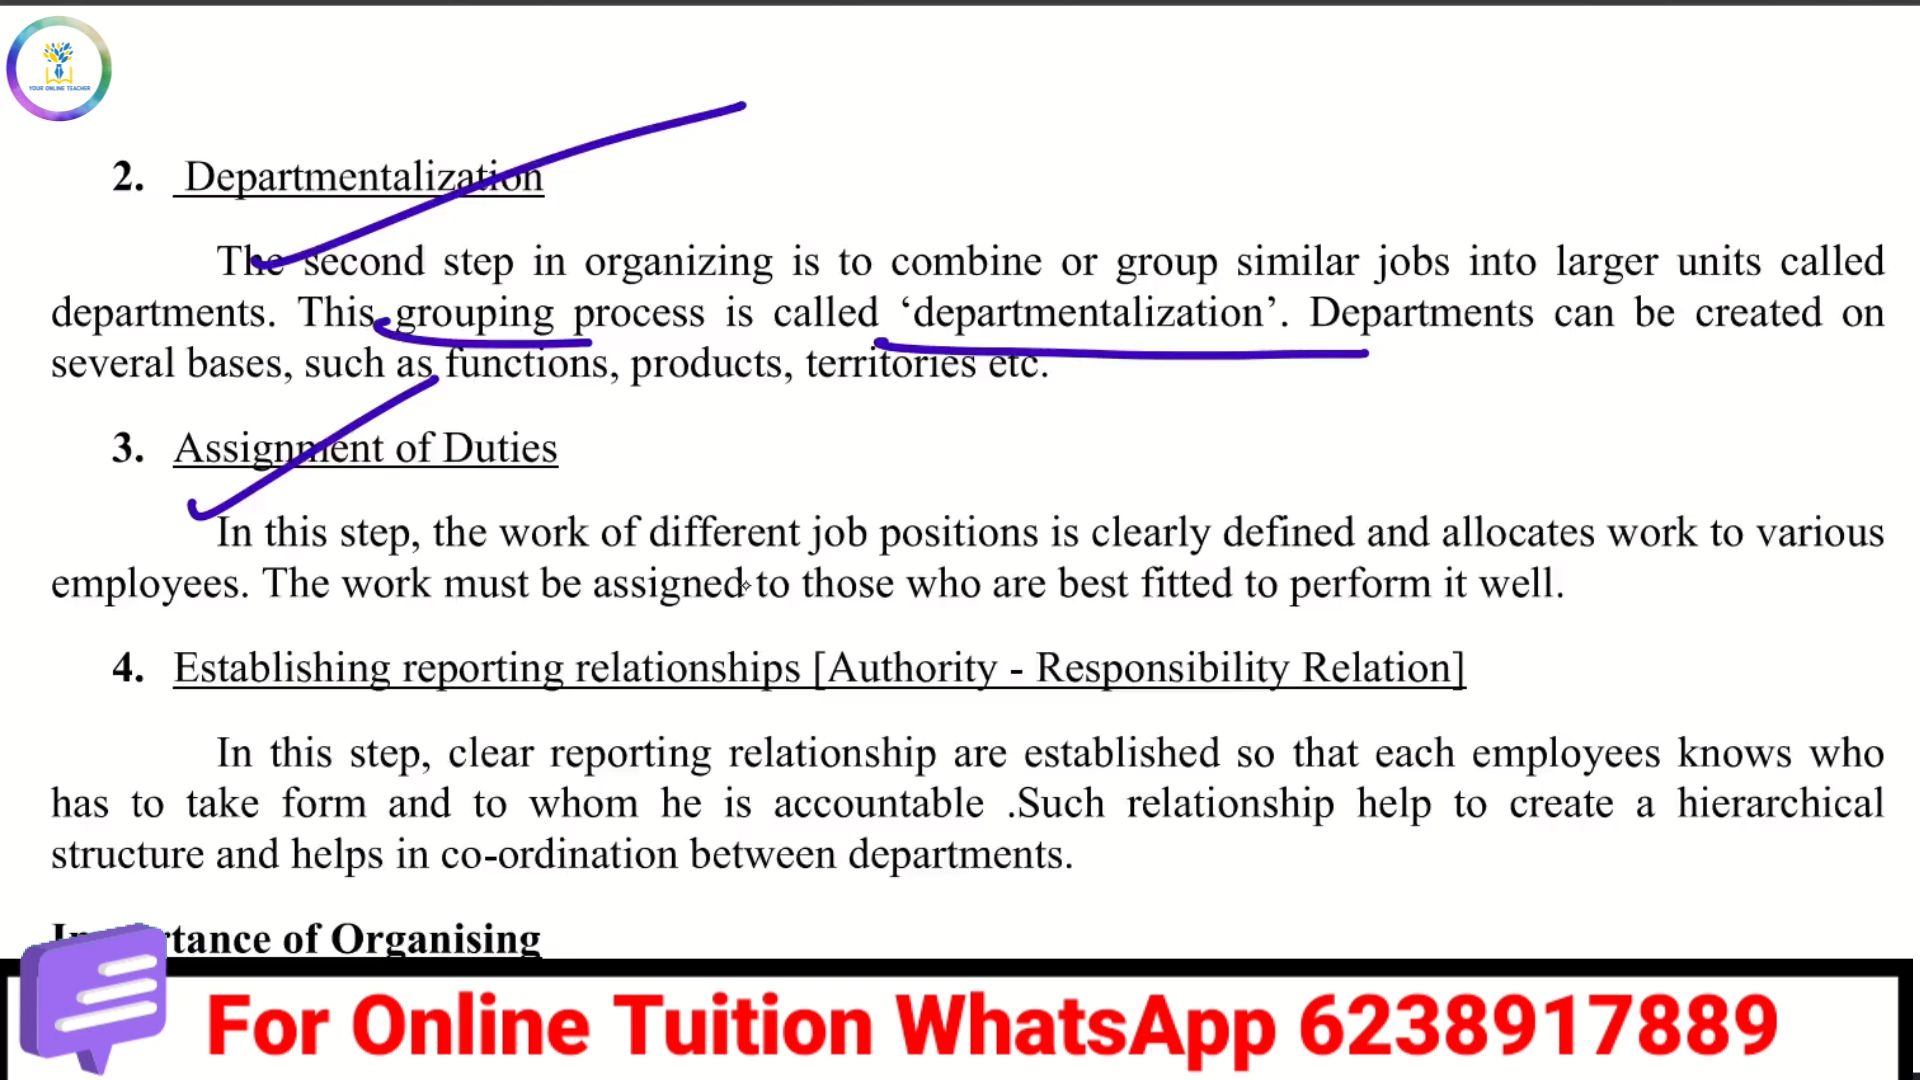 YOUR ONLINE TEACHER
2. Departmentalization
The second step in organizing is to combine or group similar jobs into larger units called
departments. This grouping process is called ‘departmentalization’. Departments can be created on
several bases, such as functions, products, territories etc.
3. Assignment of Duties
In this step, the work of different job positions is clearly defined and allocates work to various
employees. The work must be assigned to those who are best fitted to perform it well.
4. Establishing reporting relationships [Authority - Responsibility Relation]
In this step, clear reporting relationship are established so that each employees knows who
has to take form and to whom he is accountable .Such relationship help to create a hierarchical
structure and helps in co-ordination between departments.
Importance of Organising
For Online Tuition WhatsApp 6238917889